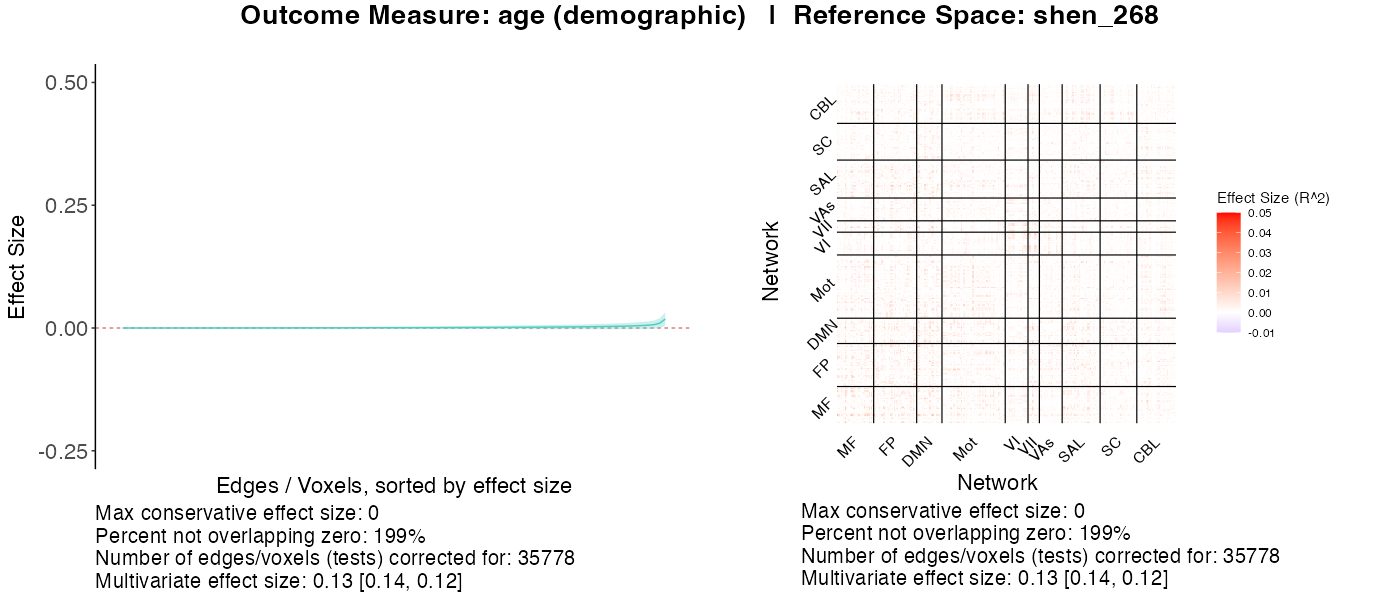 Outcome Measure: age (demographic) | Reference Space: shen_268
0.50
0.25
0.00
-0.25
Effect Size
Edges / Voxels, sorted by effect size
Max conservative effect size: 0
Percent not overlapping zero: 199%
Number of edges/voxels (tests) corrected for: 35778
Multivariate effect size: 0.13 [0.14, 0.12]
Network
CBL
SC
SAL
VAs
VII
VI
Mot
DMN
FP
MF
MF
FP
DMN
Mot
VI
VII
VAs
SAL
SC
CBL
Network
Effect Size (R^2)
0.05
0.04
0.03
0.02
0.01
0.00
-0.01
Max conservative effect size: 0
Percent not overlapping zero: 199%
Number of edges/voxels (tests) corrected for: 35778
Multivariate effect size: 0.13 [0.14, 0.12]